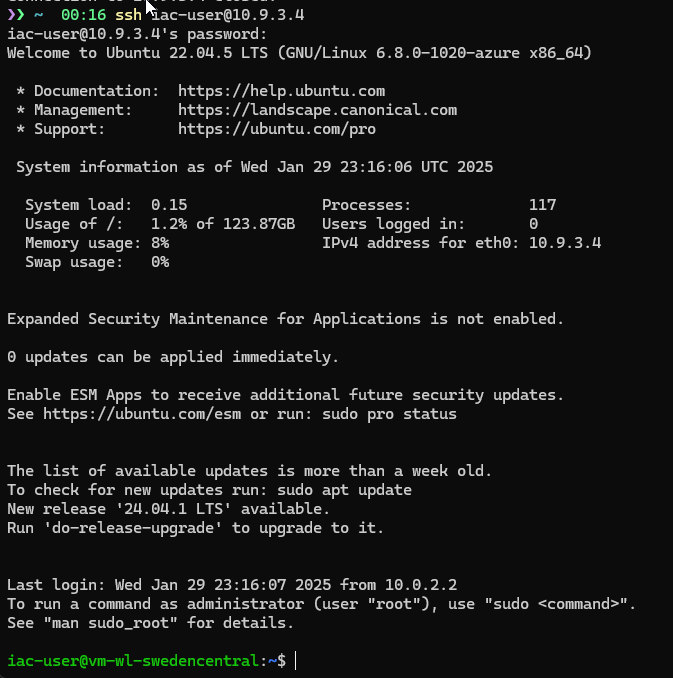 ❯❯ ~  00:16 ssh iac-user@10.9.3.4
iac-user@10.9.3.4's password:
Welcome to Ubuntu 22.04.5 LTS (GNU/Linux 6.8.0-1020-azure x86_64)

 * Documentation:  https://help.ubuntu.com
 * Management:     https://landscape.canonical.com
 * Support:        https://ubuntu.com/pro

 System information as of Wed Jan 29 23:16:06 UTC 2025

  System load:  0.15               Processes:             117
  Usage of /:   1.2% of 123.87GB   Users logged in:       0
  Memory usage: 8%                 IPv4 address for eth0: 10.9.3.4
  Swap usage:   0%

Expanded Security Maintenance for Applications is not enabled.

0 updates can be applied immediately.

Enable ESM Apps to receive additional future security updates.
See https://ubuntu.com/esm or run: sudo pro status

The list of available updates is more than a week old.
To check for new updates run: sudo apt update
New release '24.04.1 LTS' available.
Run 'do-release-upgrade' to upgrade to it.

Last login: Wed Jan 29 23:16:07 2025 from 10.0.2.2
To run a command as administrator (user "root"), use "sudo <command>".
See "man sudo_root" for details.

iac-user@vm-wl-swedencentral:~$